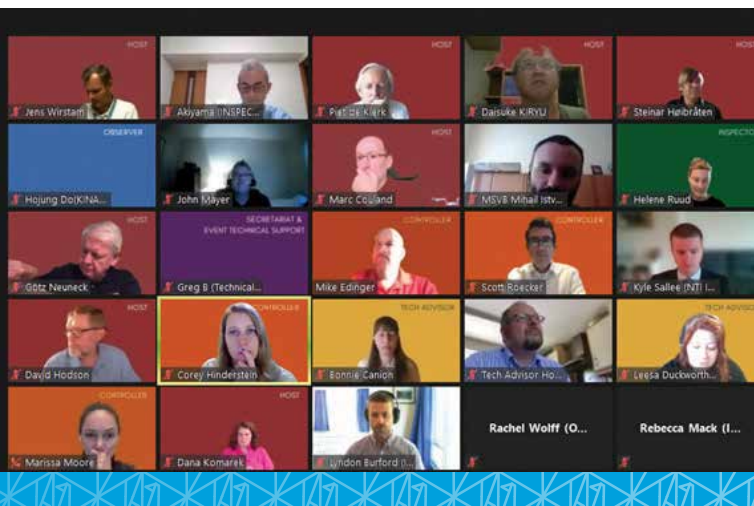 HOST
Jens Wirstam
Akiyama (INSPEC...
HOST
Piet de Klerk
HOST
Daisuke KIRYU
HOST
Steinar Høibråten
OBSERVER
Hojung Do(KINA...
John Mayer
HOST
Marc Couland
MSVB Mihail Istv...
INSPECTO
Helene Ruud
HOST
Götz Neuneck
SECRETARIAT &
EVENT TECHNICAL SUPPORT
Greg B (Technical...
CONTROLLER
Mike Edinger
CONTROLLER
Scott Roecker
Kyle Sallee (NTI I...
HOST
David Hodson
CONTROLLER
Corey Hinderstein
TECH ADVISOR
Bonnie Canion
Tech Advisor Ho...
TECH ADVISOR
Leesa Duckworth...
CONTROLLER
Marissa Moore
HOST
Dana Komarek
Lyndon Burford (I...
Rachel Wolff (O...
Rebecca Mack (I...